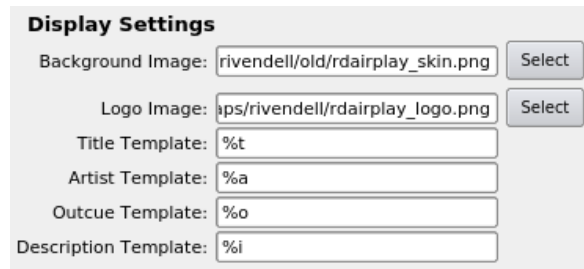 Display Settings
Background Image: rivendell/old/rdairplay_skin.png Select
Logo Image: aps/rivendell/rdairplay_logo.png Select
Title Template: %t
Artist Template: %a
Outcue Template: %o
Description Template: %i